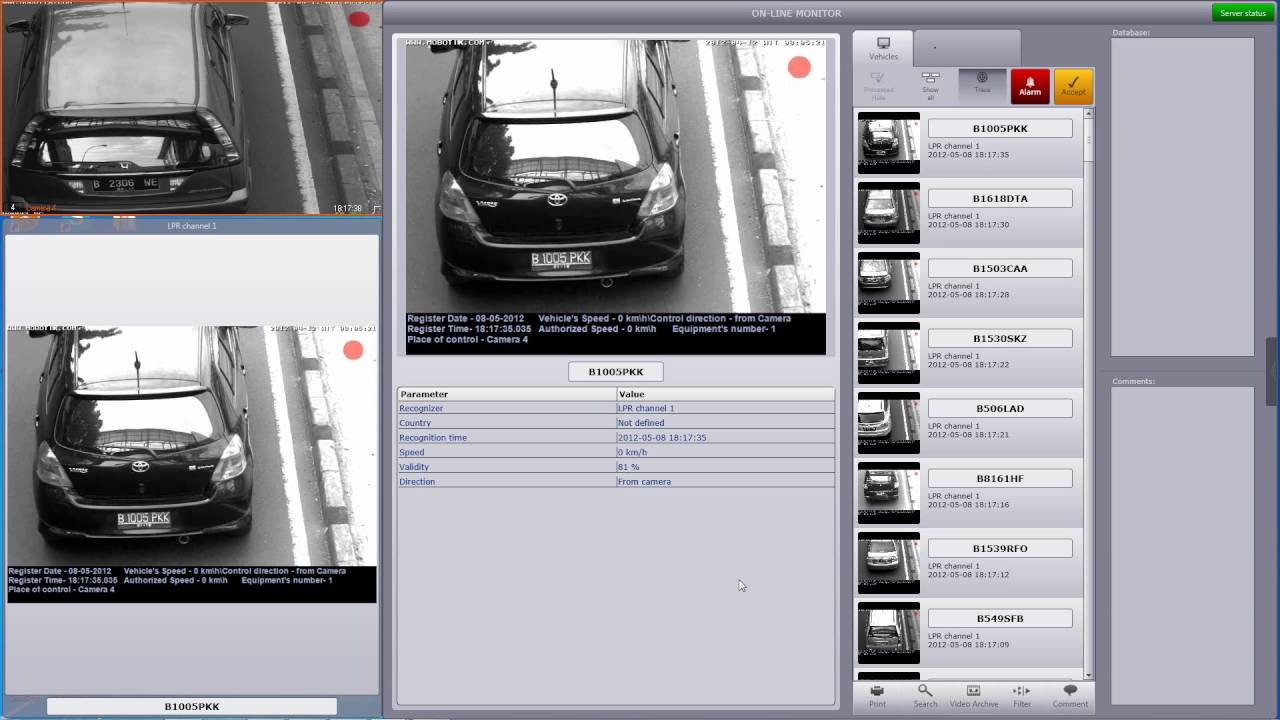 4
Camera 4
17:17:38
B 2306 WE
LPR channel 1
WWW.MOBOTIX.COM
B 1005 PKK
Register Date - 08-05-2012 Vehicle's Speed - 0 km\h\Control direction - from Camera
Register Time- 18:17:35.035 Authorized Speed - 0 km\h Equipment's number- 1
Place of control - Camera 4
B1005PKK
ON-LINE MONITOR
Server status
WWW.MOBOTIX.COM
B 1005 PKK
Register Date - 08-05-2012 Vehicle's Speed - 0 km\h\Control direction - from Camera
Register Time- 18:17:35.035 Authorized Speed - 0 km\h Equipment's number- 1
Place of control - Camera 4
B1005PKK
Parameter Value
Recognizer LPR channel 1
Country Not defined
Recognition time 2012-05-08 18:17:35
Speed 0 km/h
Validity 81 %
Direction From camera
Vehicles
Processed
Hide
Show
all
Trace
Alarm
Accept
B1005PKK
LPR channel 1
2012-05-08 18:17:35
B1618DTA
LPR channel 1
2012-05-08 18:17:30
B1503CAA
LPR channel 1
2012-05-08 18:17:28
B1530SKZ
LPR channel 1
2012-05-08 18:17:22
B506LAD
LPR channel 1
2012-05-08 18:17:21
B8161HF
LPR channel 1
2012-05-08 18:17:16
B1539RFO
LPR channel 1
2012-05-08 18:17:12
B549SFB
LPR channel 1
2012-05-08 18:17:09
Print
Search
Video Archive
Filter
Comment
Database:
Comments: